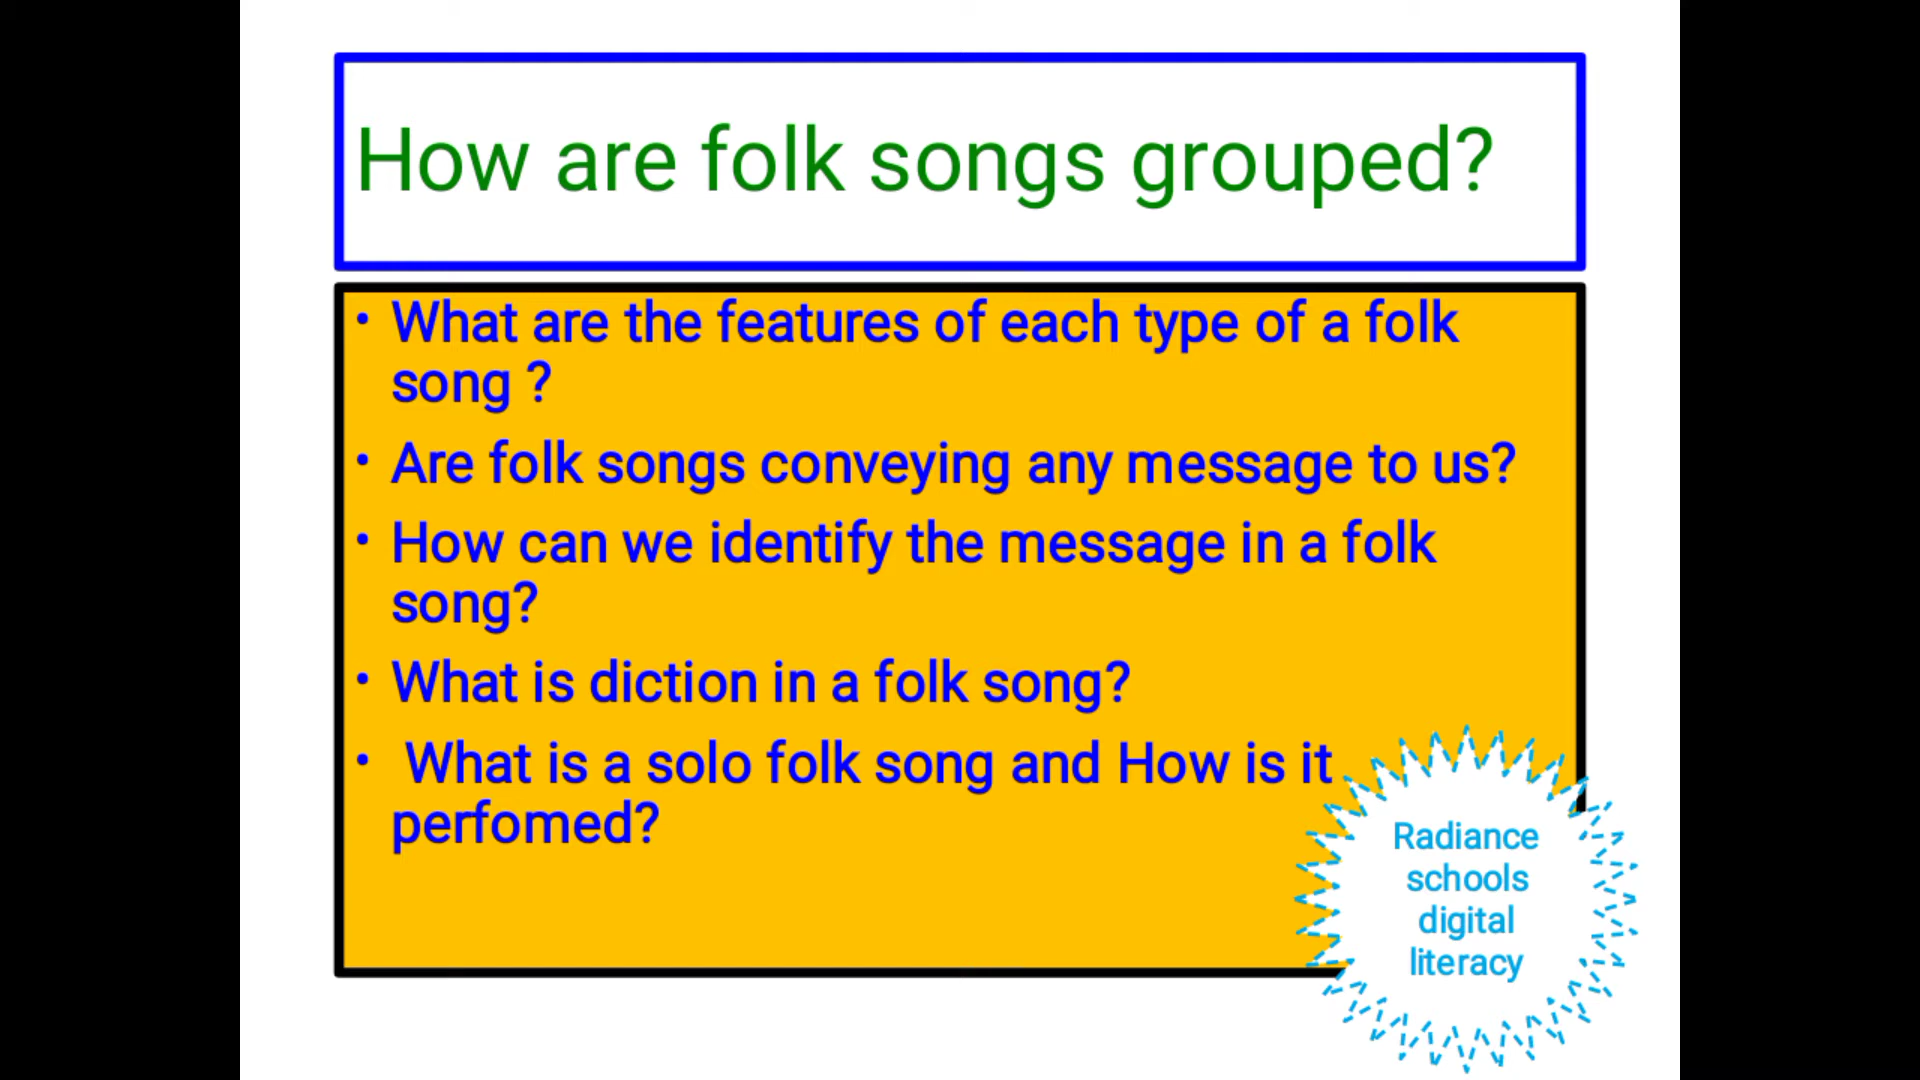 How are folk songs grouped?
• What are the features of each type of a folk
song ?
• Are folk songs conveying any message to us?
• How can we identify the message in a folk
song?
• What is diction in a folk song?
• What is a solo folk song and How is it
perfomed?
Radiance
schools
digital
literacy